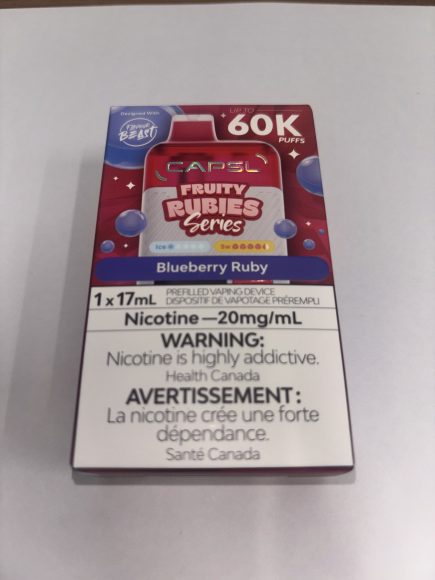 Designed With
FLAVOUR
BEAST
UP TO
60K
PUFFS
CAPSL
FRUITY
RUBIES
Series
Ice
Sw
Blueberry Ruby
1 x 17mL
PREFILLED VAPING DEVICE
DISPOSITIF DE VAPOTAGE PRÉREMPLI
Nicotine—20mg/mL
WARNING:
Nicotine is highly addictive.
Health Canada
AVERTISSEMENT:
La nicotine crée une forte
dépendance.
Santé Canada